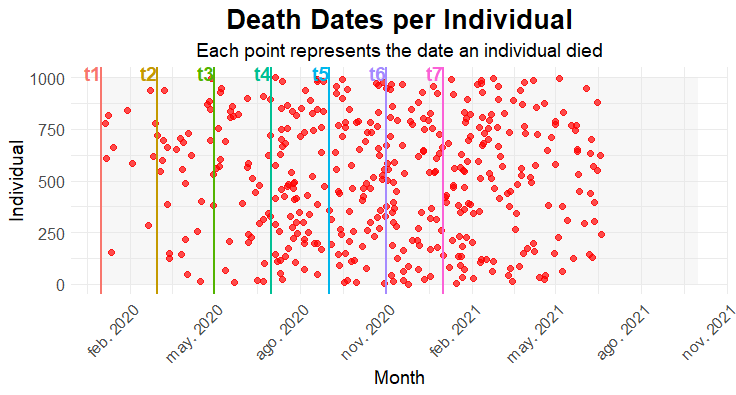 Death Dates per Individual
Each point represents the date an individual died
t1 t2 t3 t4 t5 t6 t7
1000
750
500
250
0
Individual
feb. 2020 may. 2020 ago. 2020 nov. 2020 feb. 2021 may. 2021 ago. 2021 nov. 2021
Month